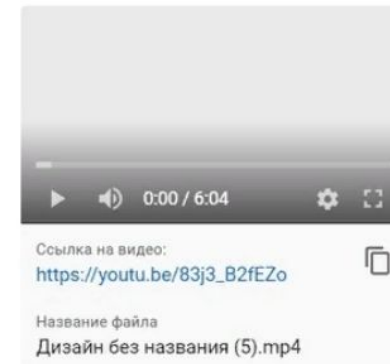 0:00 / 6:04
Ссылка на видео:
https://youtu.be/83j3_B2fEZo
Название файла
Дизайн без названия (5).mp4